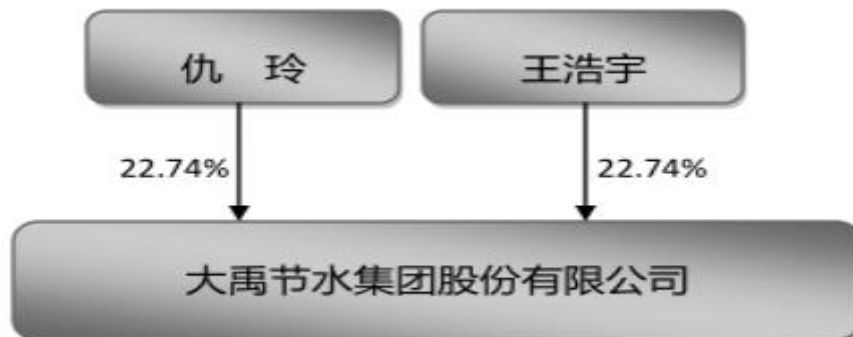 仇 玲
王浩宇
22.74%
22.74%
大禹节水集团股份有限公司